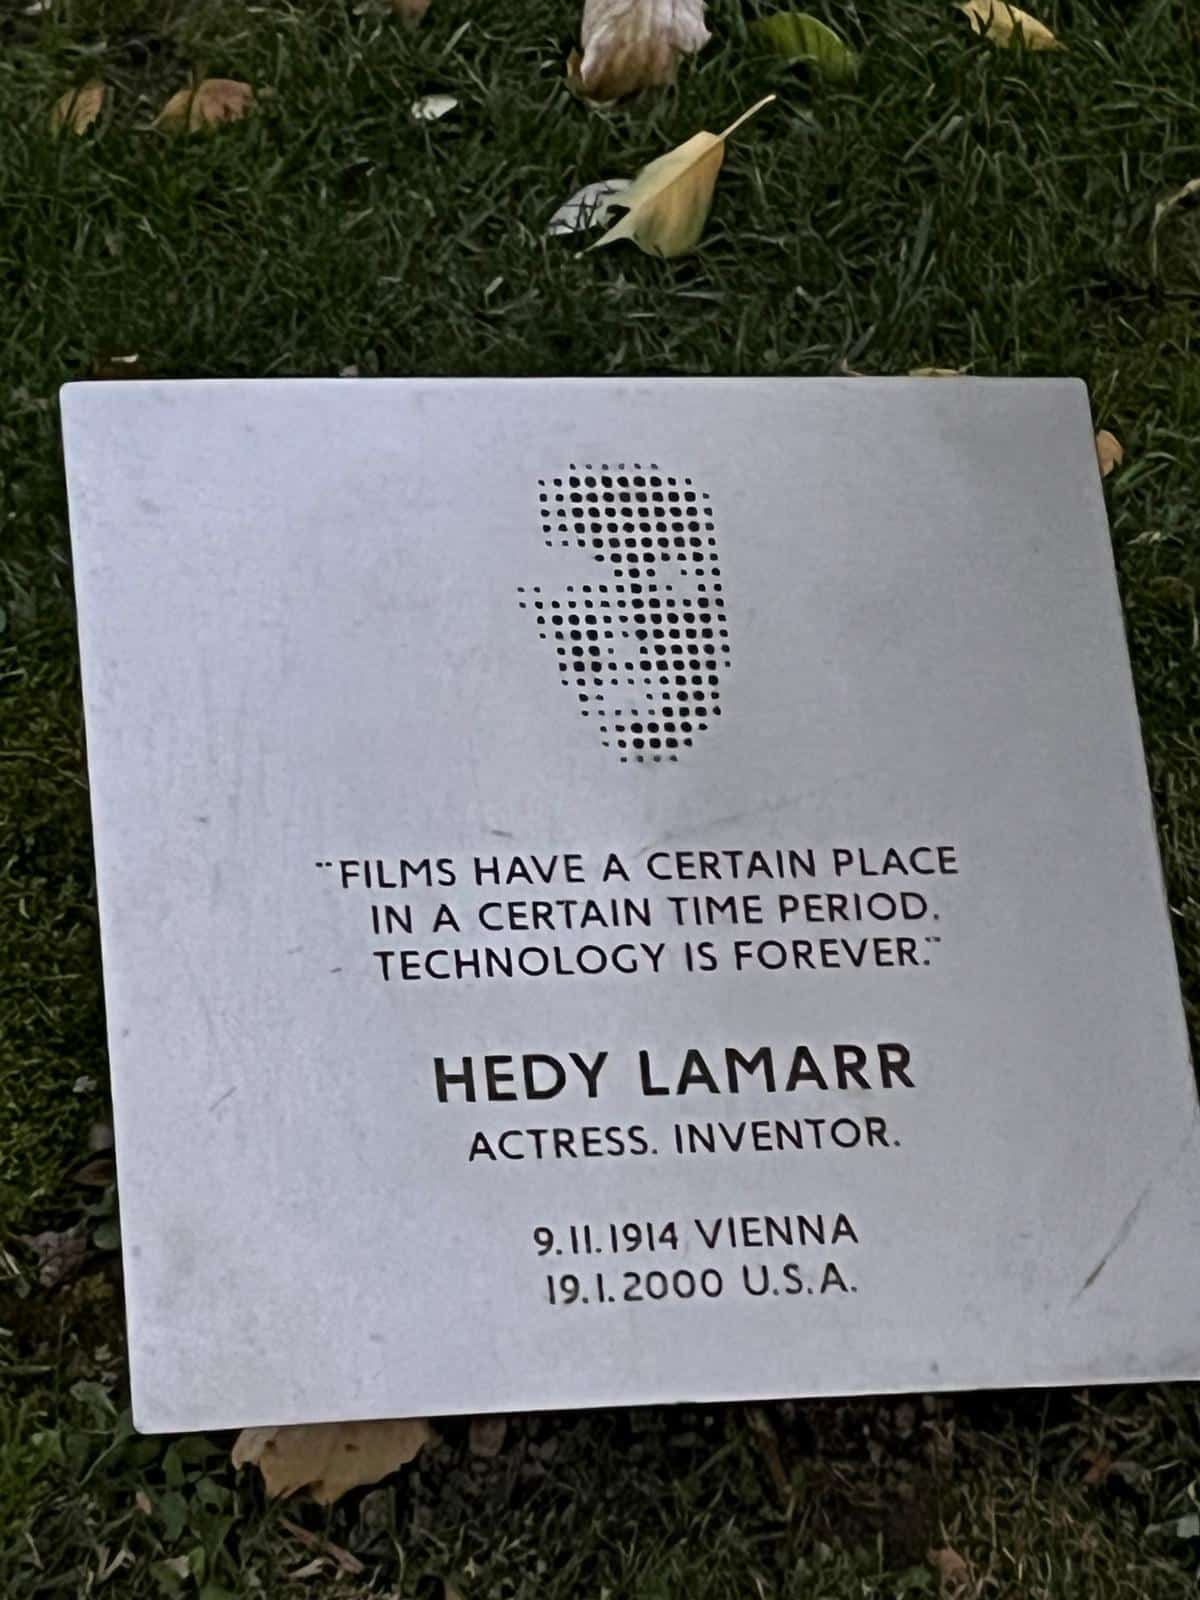 "FILMS HAVE A CERTAIN PLACE
IN A CERTAIN TIME PERIOD.
TECHNOLOGY IS FOREVER."
HEDY LAMARR
ACTRESS. INVENTOR.
9.11.1914 VIENNA
19.1.2000 U.S.A.